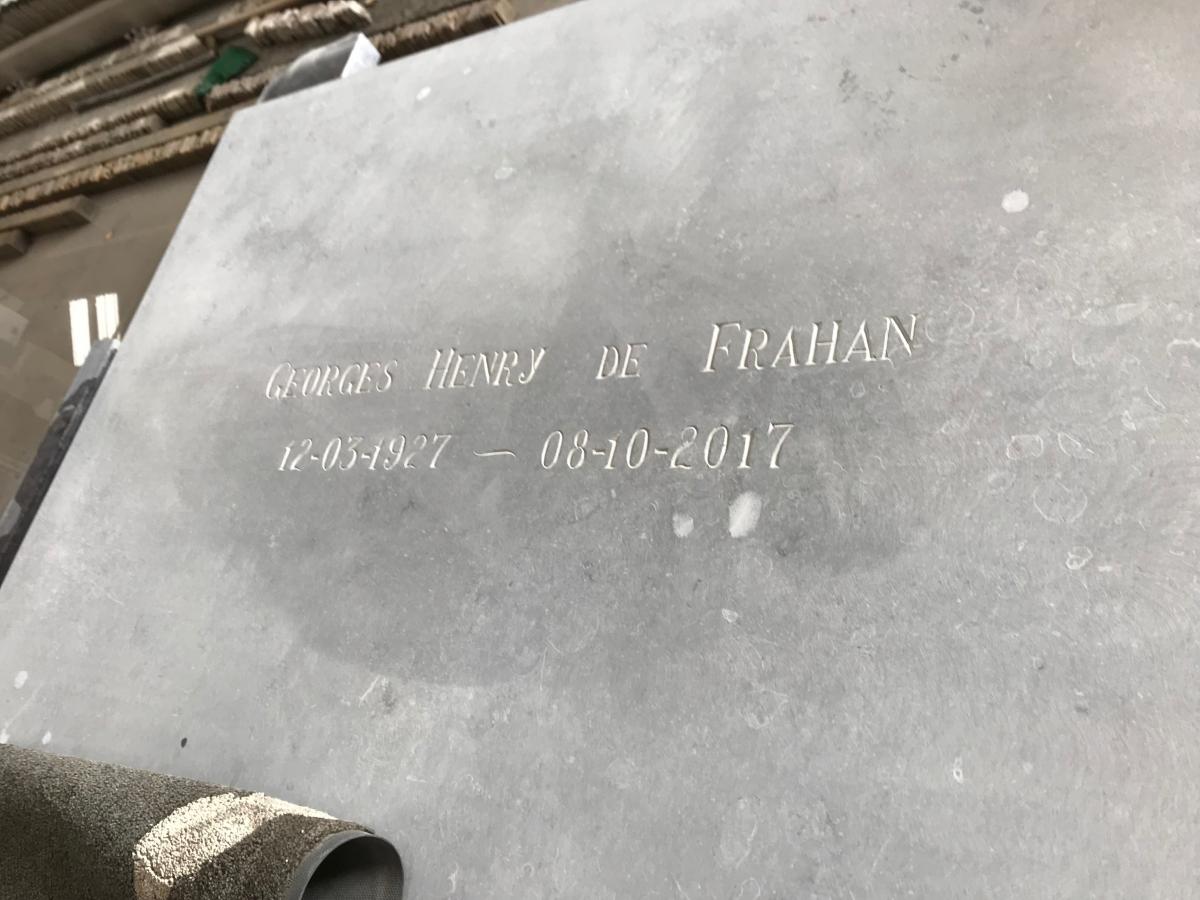 GEORGES HENRY DE FRAHAN
12-03-1927 — 08-10-2017